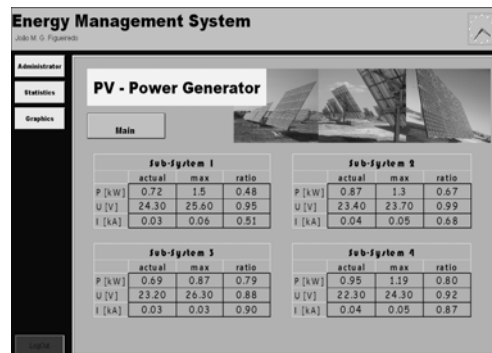 Energy Management System
João M. G. Figueiredo
Administrator
Statistics
Graphics
PV - Power Generator
Main
Sub-System 1
actual max ratio
P [kW] 0.72 1.5 0.48
U [V] 24.30 25.60 0.95
I [kA] 0.03 0.06 0.51
Sub-System 2
actual max ratio
P [kW] 0.87 1.3 0.67
U [V] 23.40 23.70 0.99
I [kA] 0.04 0.05 0.68
Sub-System 3
actual max ratio
P [kW] 0.69 0.87 0.79
U [V] 23.20 26.30 0.88
I [kA] 0.03 0.03 0.90
Sub-System 4
actual max ratio
P [kW] 0.95 1.19 0.80
U [V] 22.30 24.30 0.92
I [kA] 0.04 0.05 0.87
LogOut